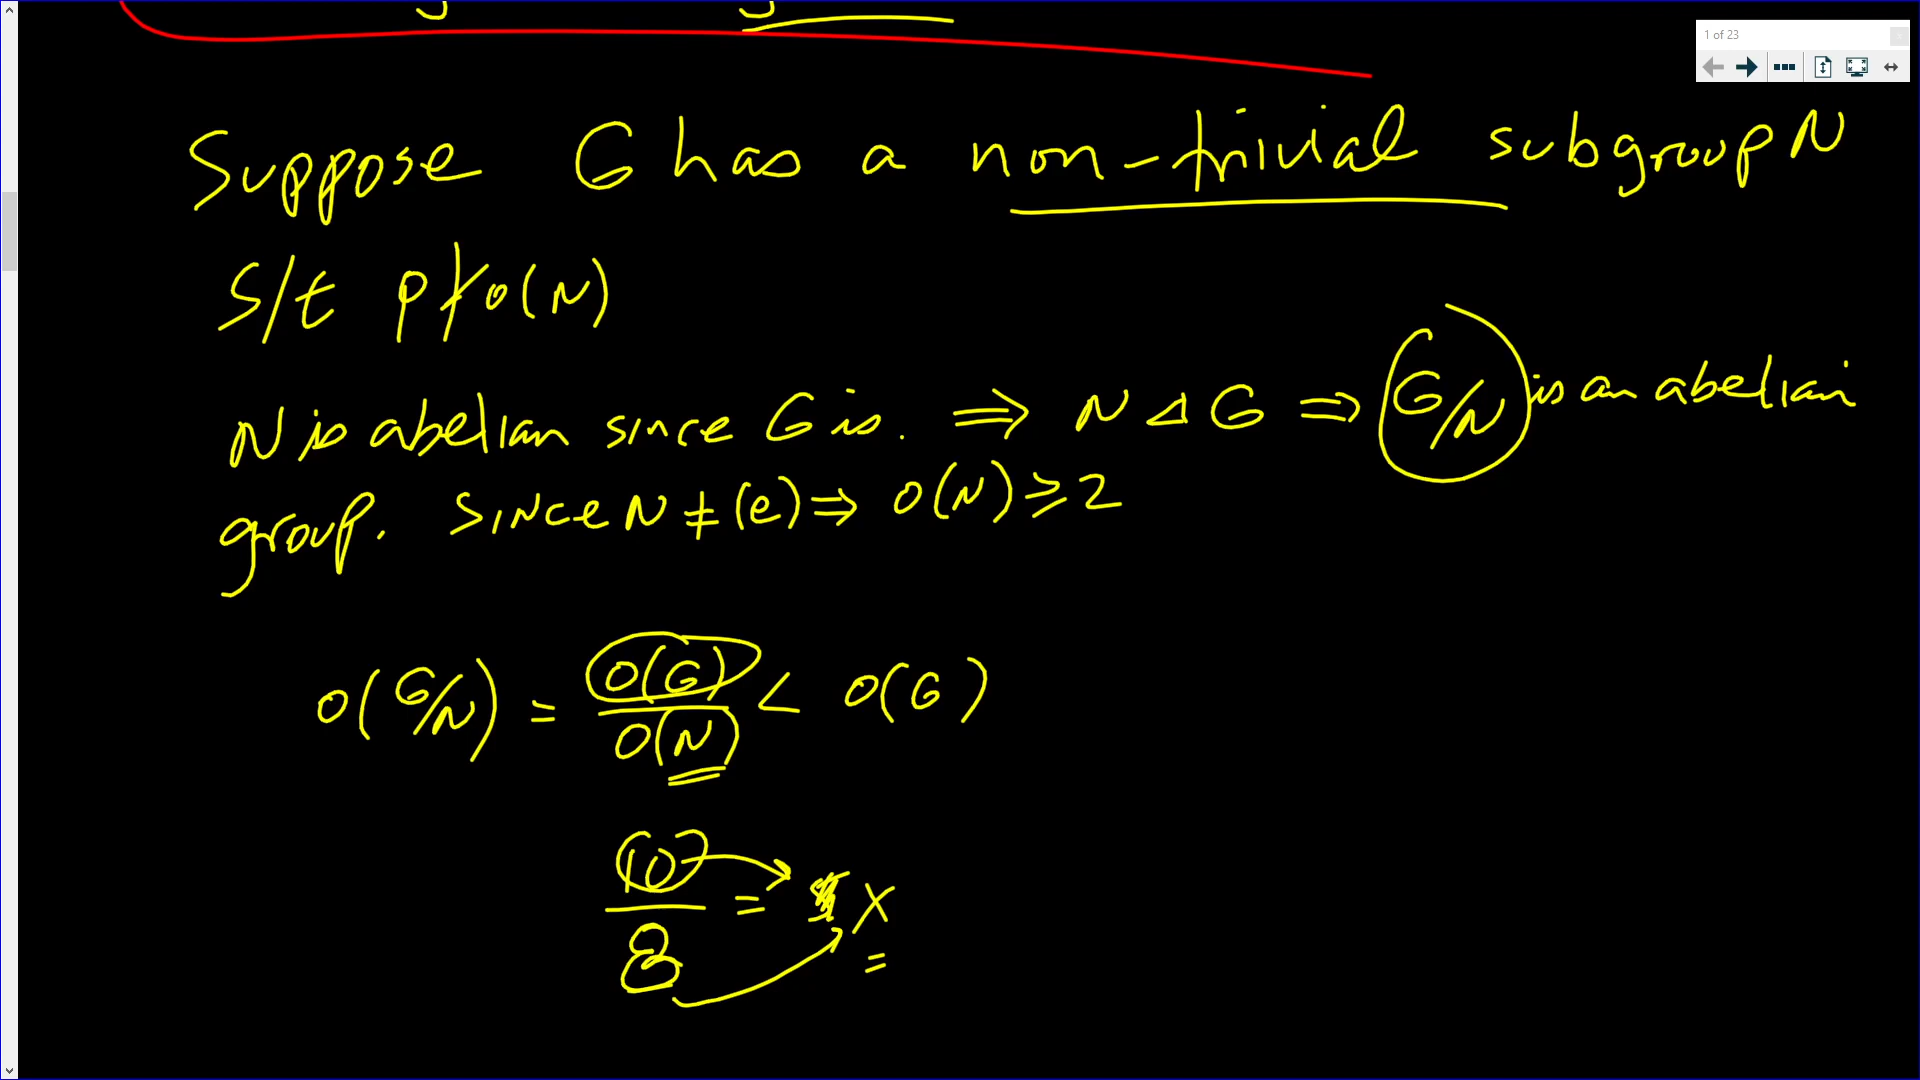 1 of 23
Suppose G has a non-trivial subgroup N
S/t p∤o(N)
N is abelian since G is. ⇒ N ⊲ G ⇒ G/N is an abelian
group. Since N ≠ (e) ⇒ o(N) ≥ 2
o(G/N) = o(G)/o(N) < o(G)
10/2 = X
=